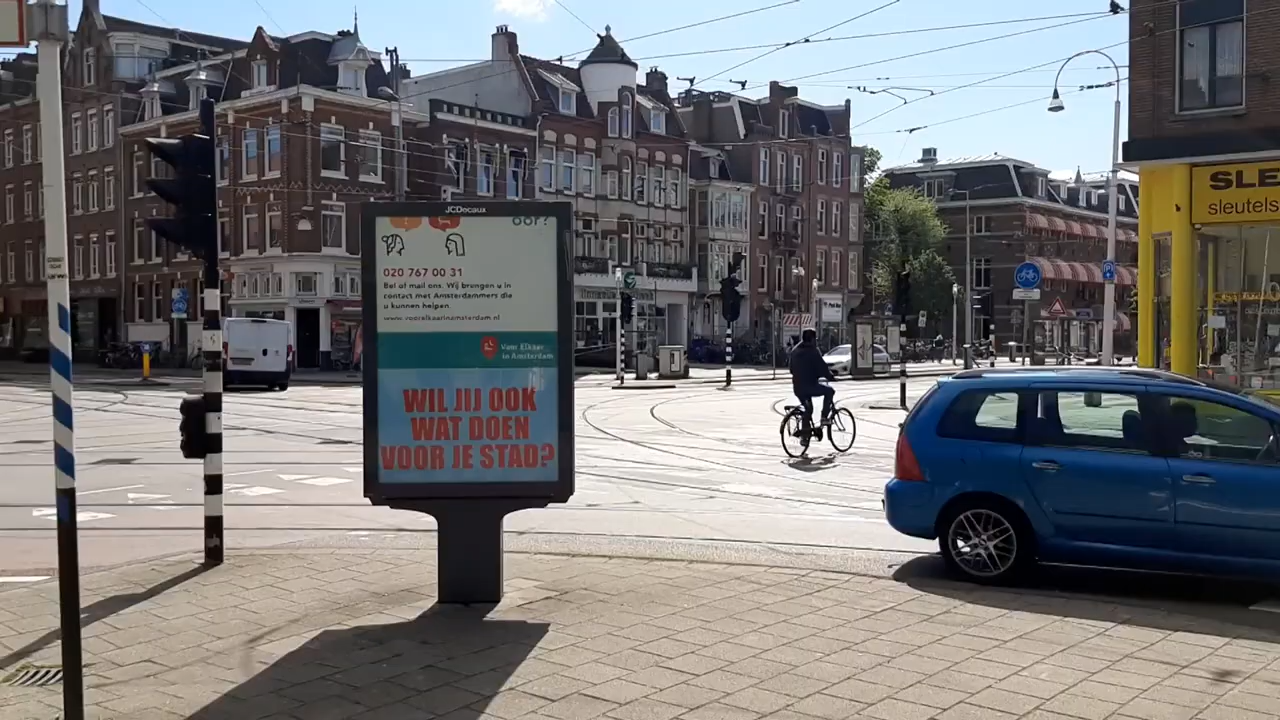 JCDecaux
oor?
020 767 00 31
Bel of mail ons. Wij brengen u in
contact met Amsterdammers die
u kunnen helpen.
www.voorelkaarinamsterdam.nl
Voor Elkaar
in Amsterdam
WIL JIJ OOK
WAT DOEN
VOOR JE STAD?
SLE
sleutels
P